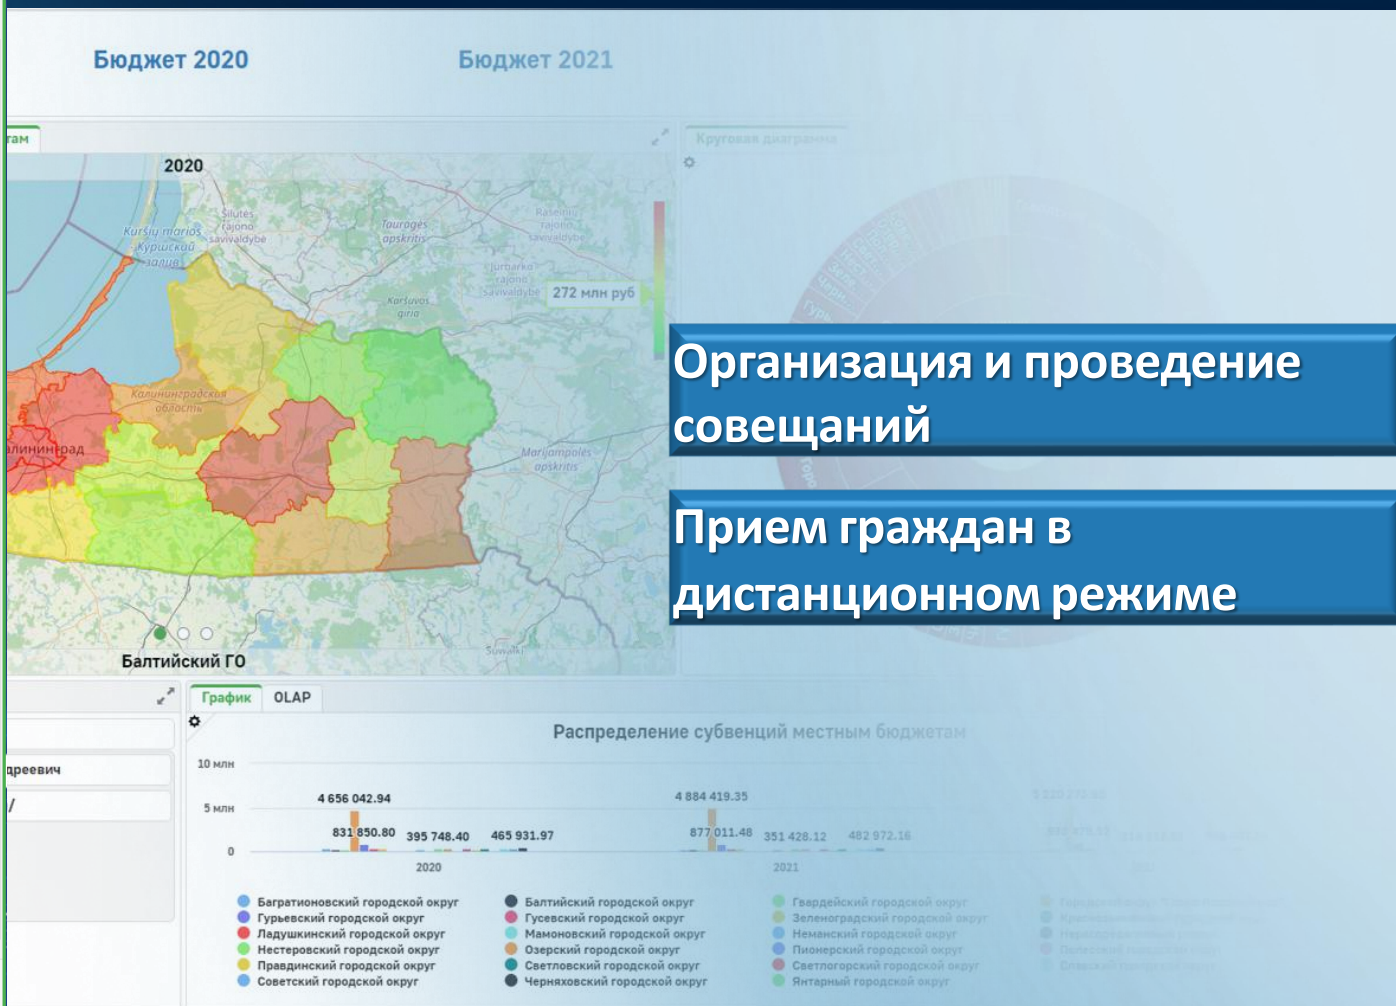 Бюджет 2020
Бюджет 2021
там
Круговая диаграмма
2020
Šilutės
rajono
savivaldybė
Tauragės
apskritis
Raseinių
rajono
savivaldybė
Kuršių marios
Куршский
залив
Jurbarko
rajono
savivaldybė
272 млн руб
Karšuvos
giria
Организация и проведение
совещаний
Калининградская
область
алининград
Marijampolės
apskritis
Прием граждан в
дистанционном режиме
Suwałki
Балтийский ГО
График
OLAP
дреевич
/
Распределение субвенций местным бюджетам
10 млн
5 млн
0
4 656 042.94
831 850.80
395 748.40
465 931.97
2020
4 884 419.35
877 011.48
351 428.12
482 972.16
2021
Багратионовский городской округ
Балтийский городской округ
Гвардейский городской округ
Гурьевский городской округ
Гусевский городской округ
Зеленоградский городской округ
Ладушкинский городской округ
Мамоновский городской округ
Неманский городской округ
Нестеровский городской округ
Озерский городской округ
Пионерский городской округ
Правдинский городской округ
Светловский городской округ
Светлогорский городской округ
Советский городской округ
Черняховский городской округ
Янтарный городской округ